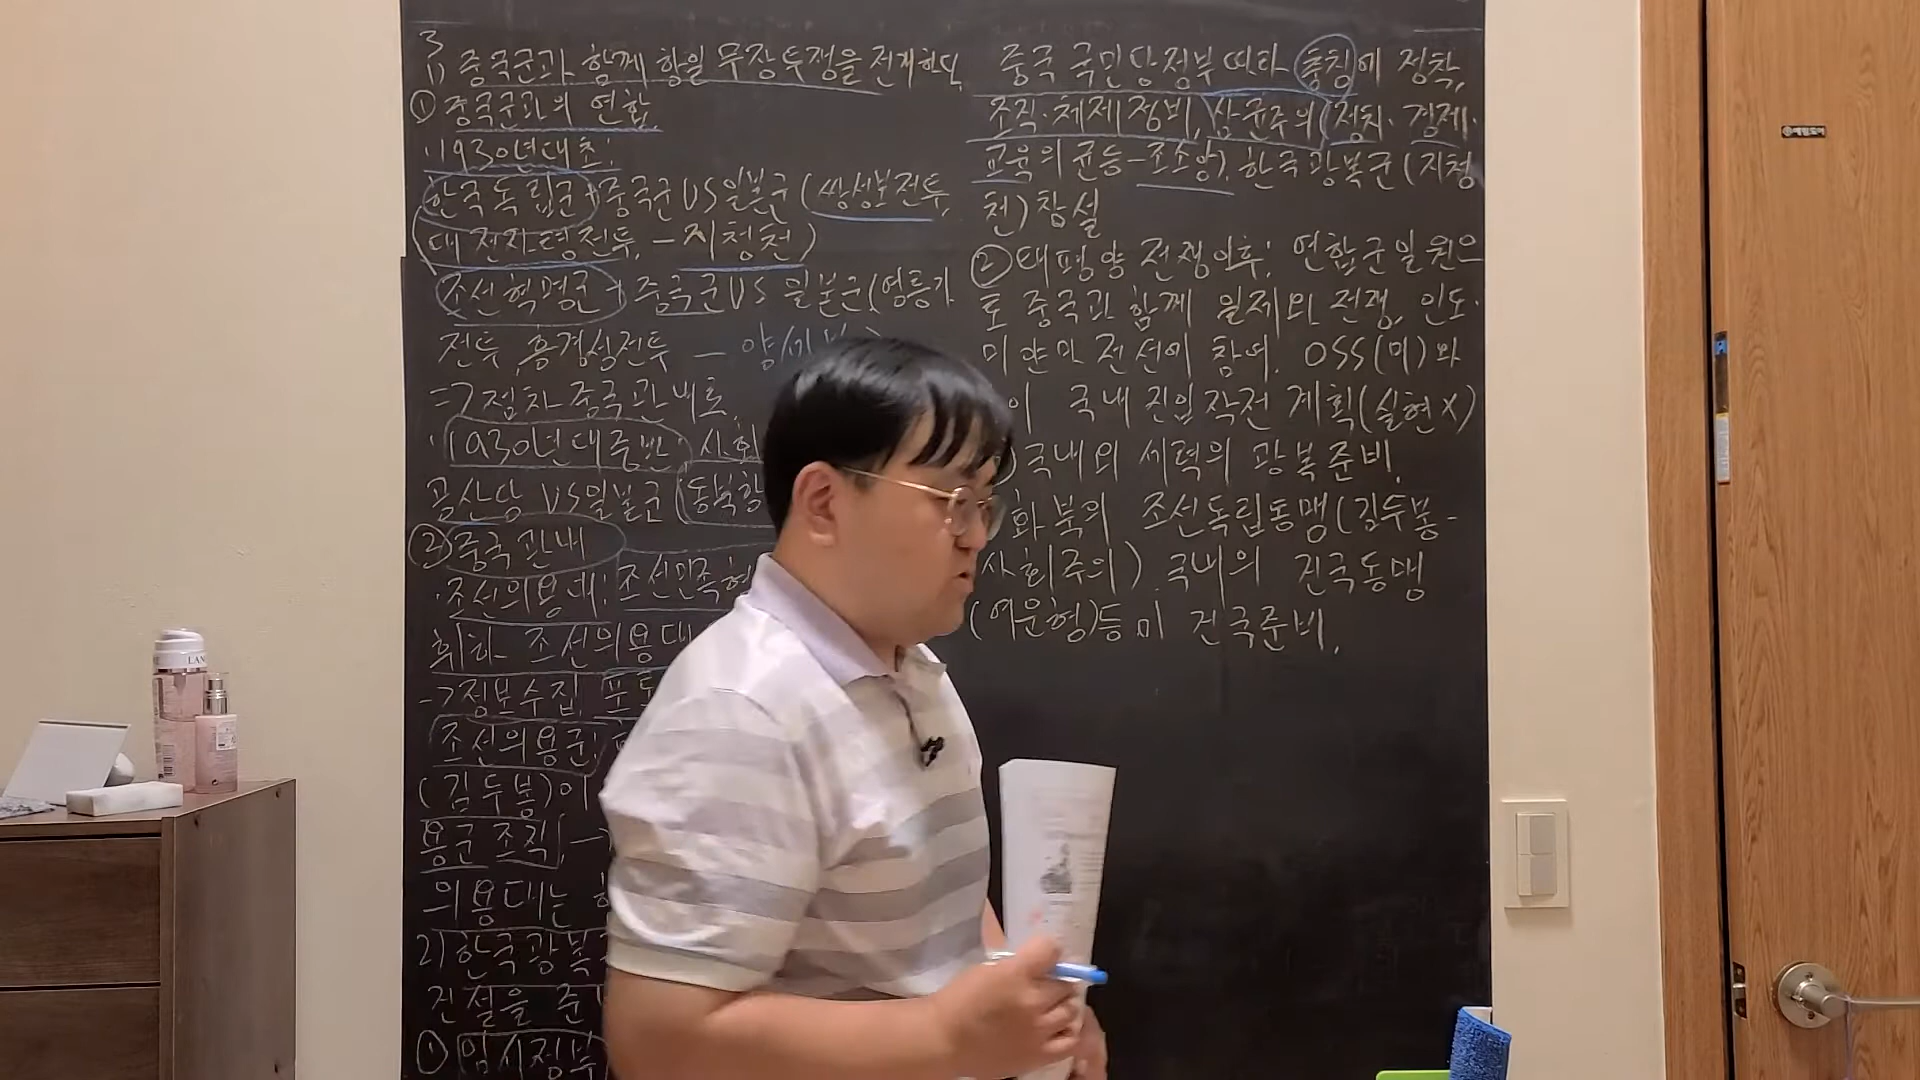 3
1) 중국군과 함께 항일 무장 투쟁을 전개하다
① 중국군과의 연합
·1930년대 초:
한국 독립군+중국군 VS 일본군 (쌍성보 전투,
대전자령 전투, - 지청천)
조선 혁명군+중국군 VS 일본군 (영릉가
전투, 흥경성 전투 -
=> 점차 중국 관내로.
·1930년대 중반 사회
공산당 VS 일본군 (동북항
② 중국 관내
·조선의용대: 조선민족혁
휘하 조선의용대
-> 정보수집, 포로
조선의용군:
(김두봉)이
용군 조직, ->
의용대는
2) 한국광복
건설을 준
① 임시정부
중국 국민당정부 따라 충칭에 정착,
조직·체제 정비, 삼균주의 (정치·경제·
교육의 균등-조소앙), 한국 광복군 (지청
천) 창설
② 태평양 전쟁 이후: 연합군 일원으
로 중국과 함께 일제와 전쟁, 인도·
미얀마 전선에 참여. OSS(미)와
이 국내 진입 작전 계획(실현X)
국내외 세력의 광복 준비,
화북의 조선독립동맹(김두봉-
사회주의) 국내의 건국동맹
(여운형)등이 건국준비.
LAN